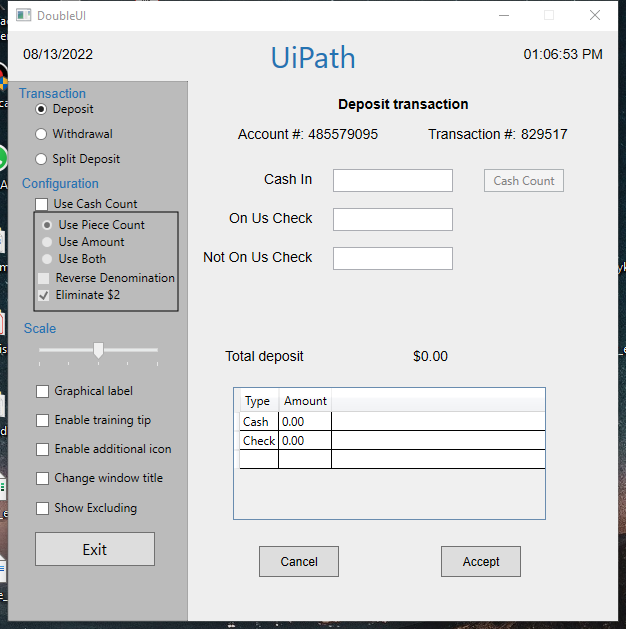 DoubleUI
08/13/2022
UiPath
01:06:53 PM
Transaction
Deposit
Withdrawal
Split Deposit
Configuration
Use Cash Count
Use Piece Count
Use Amount
Use Both
Reverse Denomination
Eliminate $2
Scale
Graphical label
Enable training tip
Enable additional icon
Change window title
Show Excluding
Exit
Deposit transaction
Account #: 485579095 Transaction #: 829517
Cash In
Cash Count
On Us Check
Not On Us Check
Total deposit $0.00
Type Amount
Cash 0.00
Check 0.00
Cancel Accept